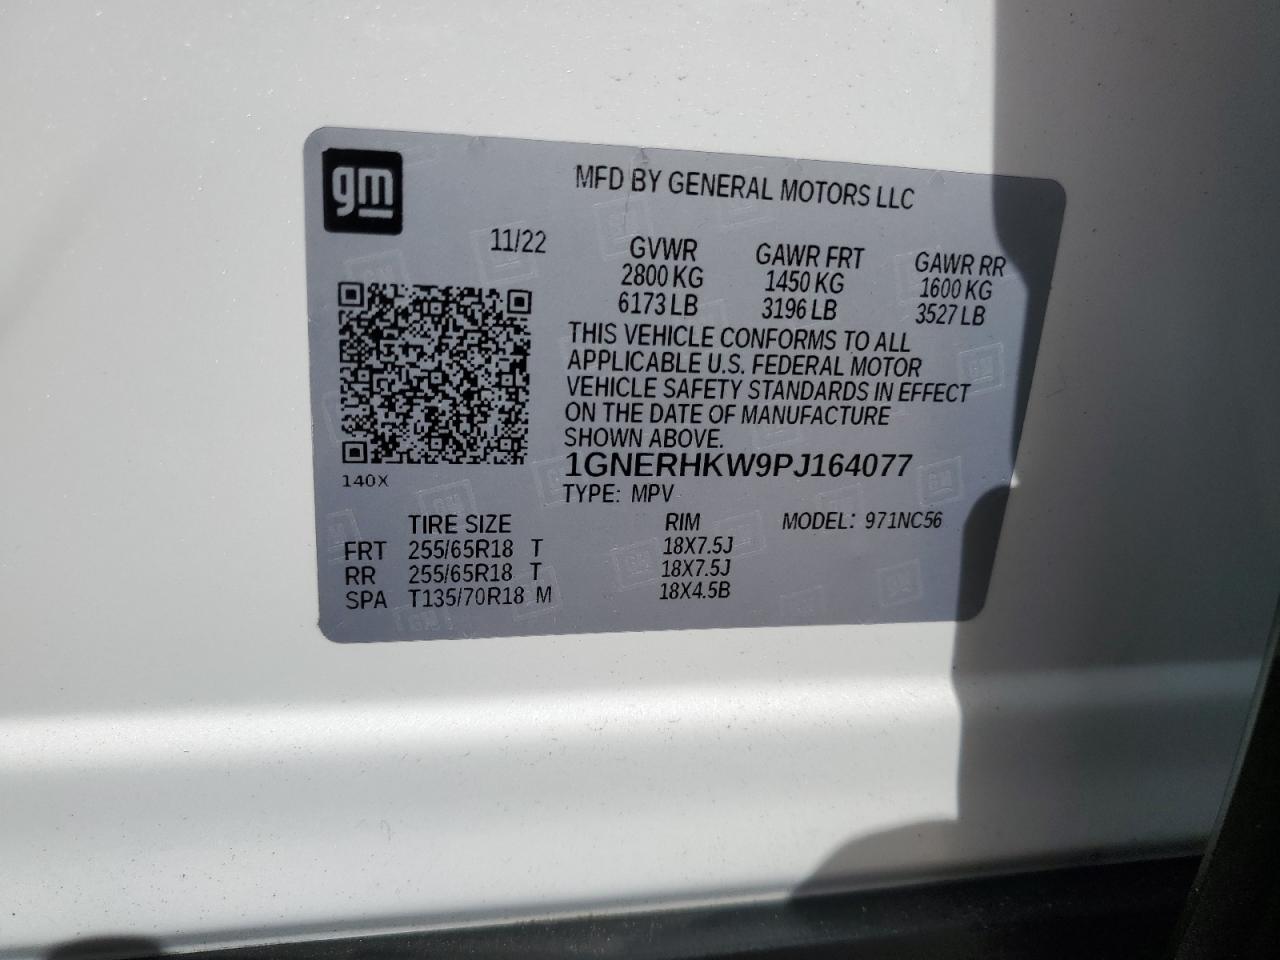 gm
MFD BY GENERAL MOTORS LLC
11/22
GVWR GAWR FRT GAWR RR
2800 KG 1450 KG 1600 KG
6173 LB 3196 LB 3527 LB
THIS VEHICLE CONFORMS TO ALL
APPLICABLE U.S. FEDERAL MOTOR
VEHICLE SAFETY STANDARDS IN EFFECT
ON THE DATE OF MANUFACTURE
SHOWN ABOVE.
1GNERHKW9PJ164077
140X
TYPE: MPV
TIRE SIZE RIM MODEL: 971NC56
FRT 255/65R18 T 18X7.5J
RR 255/65R18 T 18X7.5J
SPA T135/70R18 M 18X4.5B